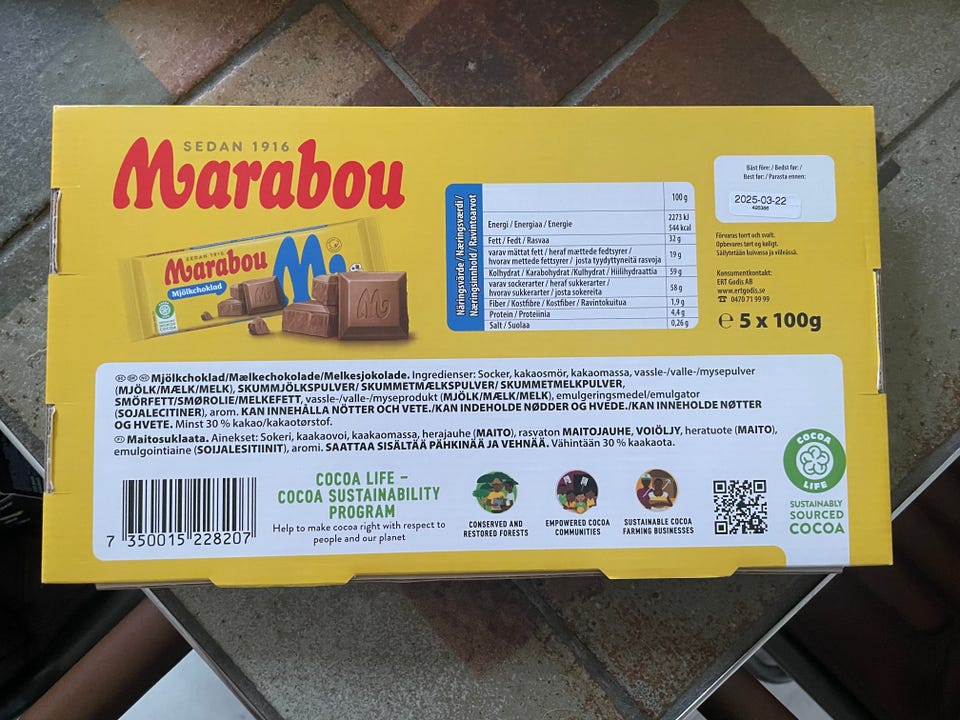 SEDAN 1916
Marabou
SEDAN 1916
Marabou
Mjölkchoklad
Näringsvärde / Næringsværdi /
Næringsinnhold / Ravintoarvot
100 g
Energi / Energiaa / Energie
2273 kJ
544 kcal
Fett / Fedt / Rasvaa
32 g
varav mättat fett / heraf mættede fedtsyrer /
hvorav mettede fettsyrer / josta tyydyttyneitä rasvoja
19 g
Kolhydrat / Karabohydrat / Kulhydrat / Hiilihydraattia
59 g
varav sockerarter / heraf sukkerarter /
hvorav sukkerarter / josta sokereita
58 g
Fiber / Kostfibre / Kostfiber / Ravintokuitua
1,9 g
Protein / Proteiinia
4,4 g
Salt / Suolaa
0,26 g
Bäst före: / Bedst før: /
Best før: / Parasta ennen:
2025-03-22
Förvaras torrt och svalt.
Opbevares tørt og køligt.
Säilytetään kuivassa ja viileässä.
Konsumentkontakt:
ERT Godis AB
www.ertgodis.se
☎ 0470 71 99 99
℮ 5 x 100g
Mjölkchoklad/Mælkechokolade/Melkesjokolade. Ingredienser: Socker, kakaosmör, kakaomassa, vassle-/valle-/mysepulver
(MJÖLK/MÆLK/MELK), SKUMMJÖLKSPULVER/ SKUMMETMÆLKSPULVER/ SKUMMETMELKPULVER,
SMÖRFETT/SMØROLIE/MELKEFETT, vassle-/valle-/myseprodukt (MJÖLK/MÆLK/MELK), emulgeringsmedel/emulgator
(SOJALECITINER), arom. KAN INNEHÅLLA NÖTTER OCH VETE./KAN INDEHOLDE NØDDER OG HVEDE./KAN INNEHOLDE NØTTER
OG HVETE. Minst 30 % kakao/kakaotørstof.
Maitosuklaata. Ainekset: Sokeri, kaakaovoi, kaakaomassa, herajauhe (MAITO), rasvaton MAITOJAUHE, VOIÖLJY, heratuote (MAITO),
emulgointiaine (SOIJALESITIINIT), aromi. SAATTAA SISÄLTÄÄ PÄHKINÄÄ JA VEHNÄÄ. Vähintään 30 % kaakaota.
7 350015 228207
COCOA LIFE –
COCOA SUSTAINABILITY
PROGRAM
Help to make cocoa right with respect to
people and our planet
CONSERVED AND
RESTORED FORESTS
EMPOWERED COCOA
COMMUNITIES
SUSTAINABLE COCOA
FARMING BUSINESSES
COCOA
LIFE
SUSTAINABLY
SOURCED
COCOA